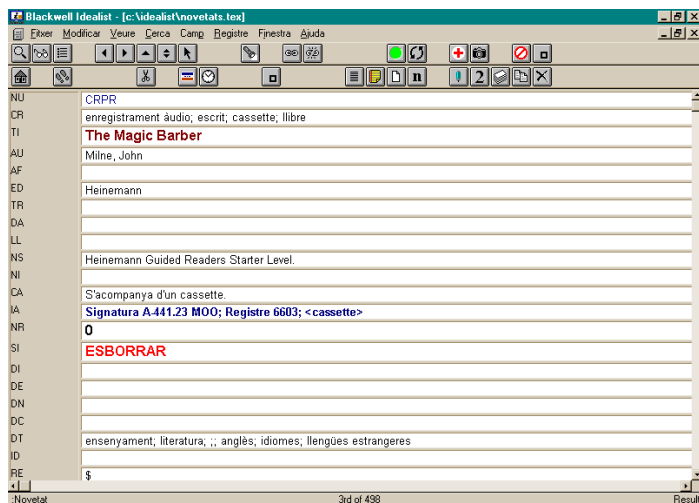 Blackwell Idealist - [c:\idealist\novetats.tex]
Fitxer Modificar Veure Cerca Camp Registre Finestra Ajuda
n 2
NU CRPR
CR enregistrament àudio; escrit; cassette; llibre
TI The Magic Barber
AU Milne, John
AF
ED Heinemann
TR
DA
LL
NS Heinemann Guided Readers Starter Level.
NI
CA S'acompanya d'un cassette.
IA Signatura A-441.23 MOO; Registre 6603; <cassette>
NR 0
SI ESBORRAR
DI
DE
DN
DC
DT ensenyament; literatura; ;; anglès; idiomes; llengües estrangeres
ID
RE $
:Novetat 3rd of 498 Result